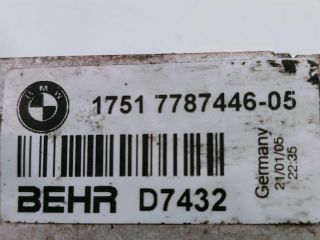 BMW
1751 7787446-05
BEHR D7432
Germany
21/01/05
22:35